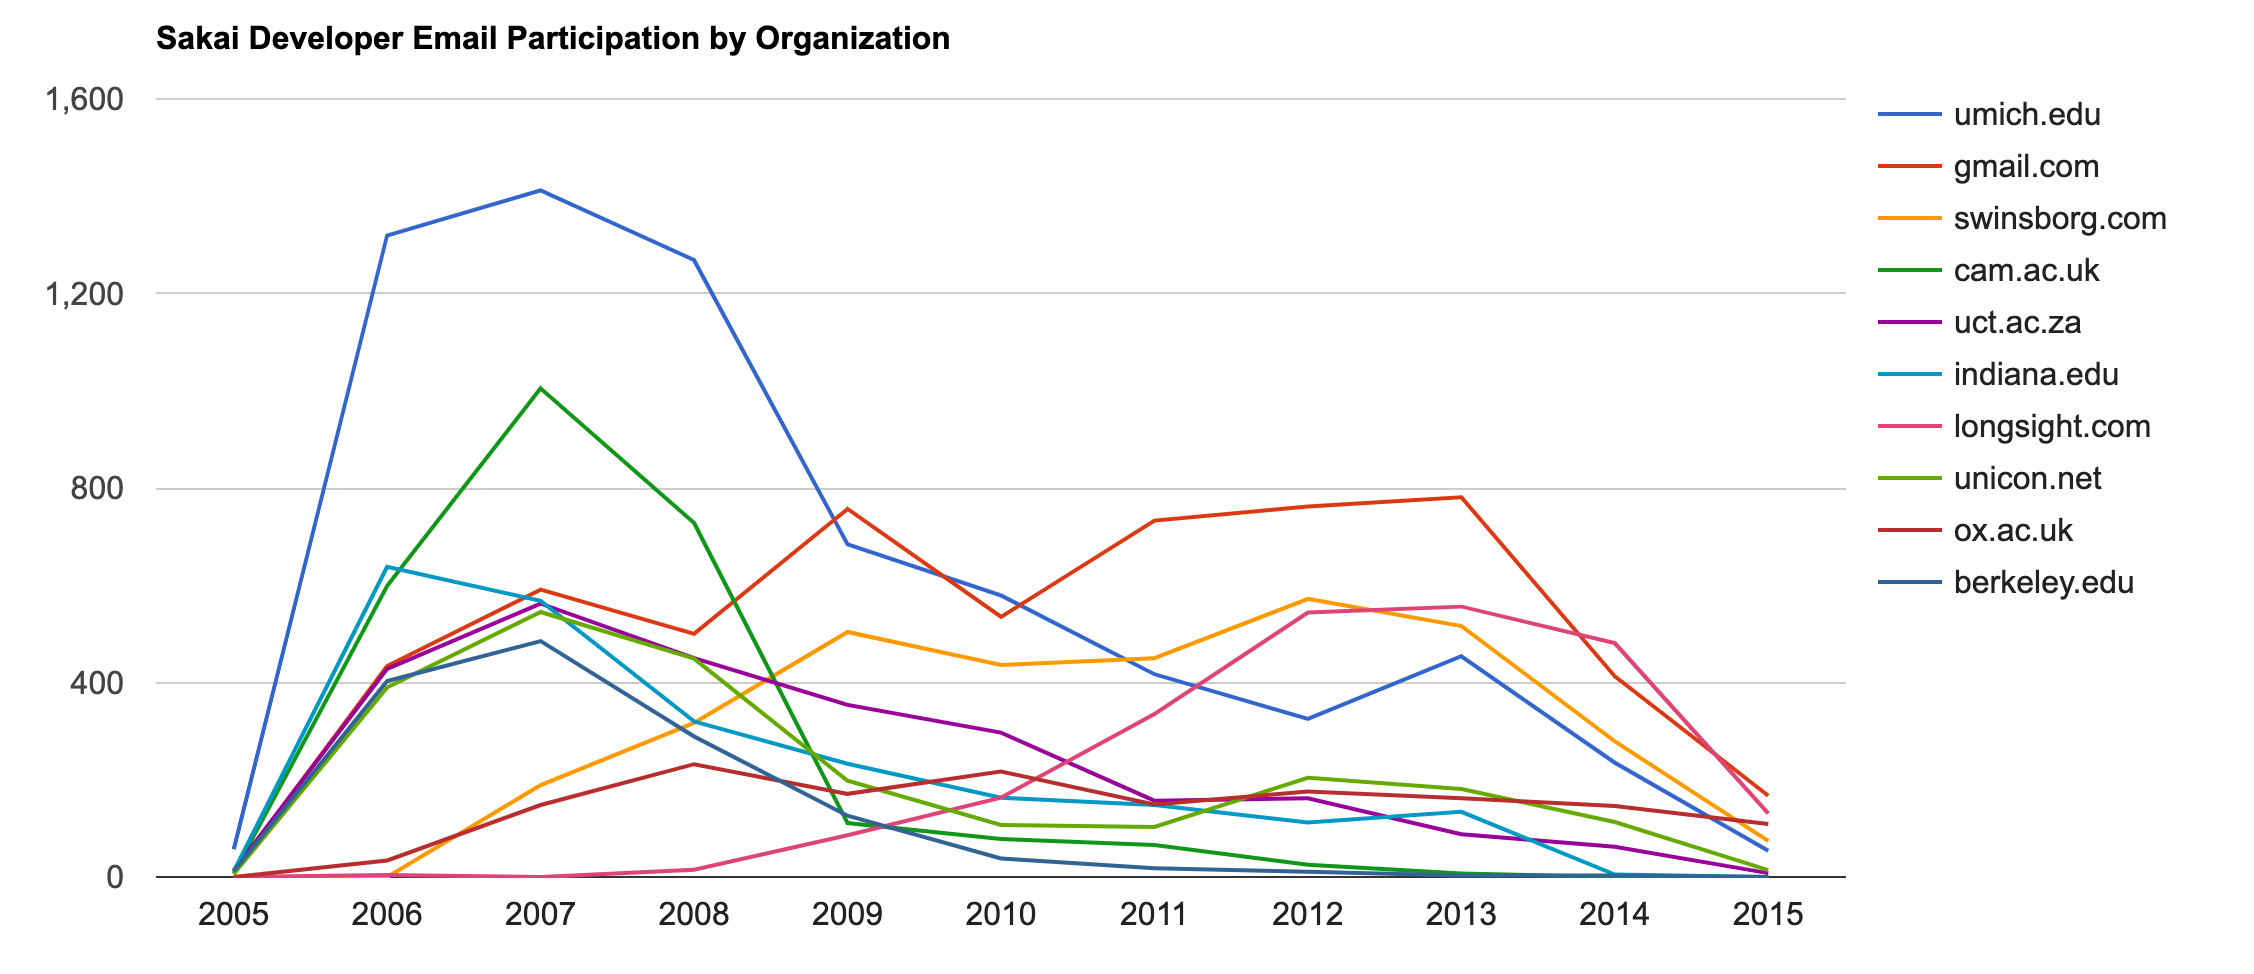 Sakai Developer Email Participation by Organization
1,600
1,200
800
400
0
2005 2006 2007 2008 2009 2010 2011 2012 2013 2014 2015
umich.edu
gmail.com
swinsborg.com
cam.ac.uk
uct.ac.za
indiana.edu
longsight.com
unicon.net
ox.ac.uk
berkeley.edu